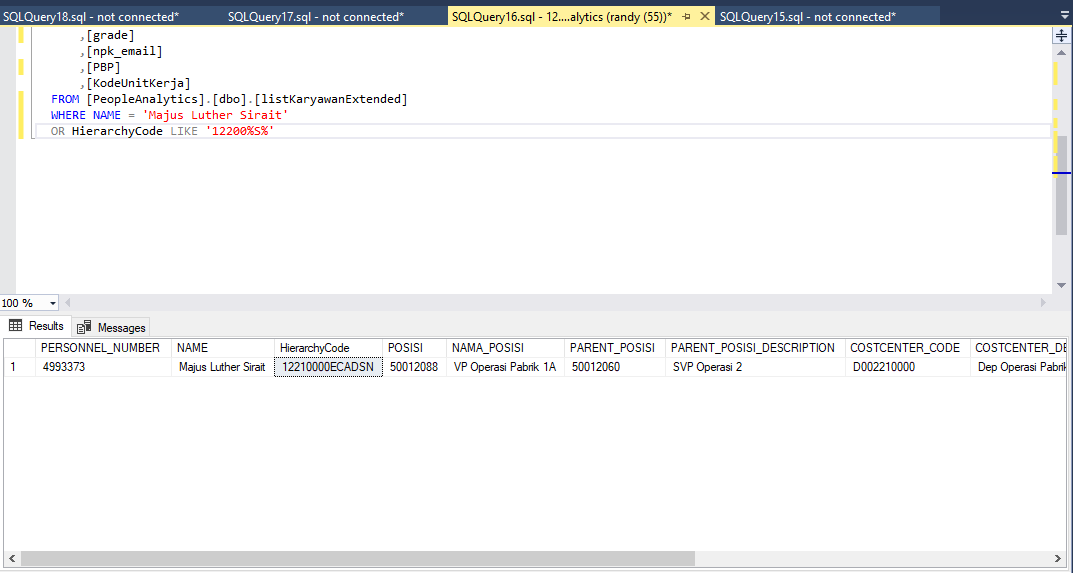 SQLQuery18.sql - not connected* SQLQuery17.sql - not connected* SQLQuery16.sql - 12....alytics (randy (55))* SQLQuery15.sql - not connected*
,[grade]
,[npk_email]
,[PBP]
,[KodeUnitKerja]
FROM [PeopleAnalytics].[dbo].[listKaryawanExtended]
WHERE NAME = 'Majus Luther Sirait'
OR HierarchyCode LIKE '12200%S%'
100 %
Results Messages
PERSONNEL_NUMBER NAME HierarchyCode POSISI NAMA_POSISI PARENT_POSISI PARENT_POSISI_DESCRIPTION COSTCENTER_CODE COSTCENTER_DE
1 4993373 Majus Luther Sirait 12210000ECADSN 50012088 VP Operasi Pabrik 1A 50012060 SVP Operasi 2 D002210000 Dep Operasi Pabrik